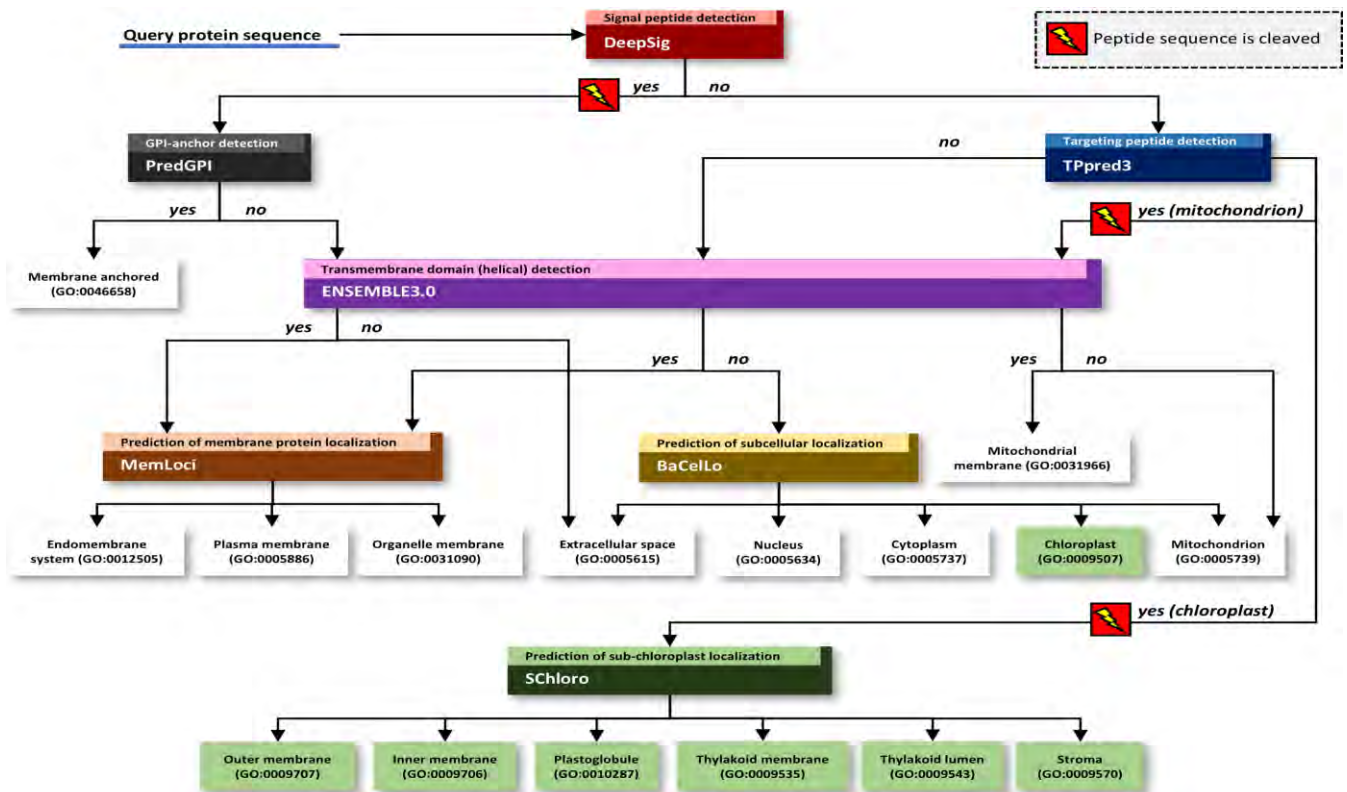 Signal peptide detection
Query protein sequence
DeepSig
Peptide sequence is cleaved
yes no
GPI-anchor detection
PredGPI
no
Targeting peptide detection
TPpred3
yes no
yes (mitochondrion)
Membrane anchored
(GO:0046658)
Transmembrane domain (helical) detection
ENSEMBLE3.0
yes no
yes no
yes no
Prediction of membrane protein localization
MemLoci
Prediction of subcellular localization
BaCelLo
Mitochondrial
membrane (GO:0031966)
Endomembrane
system (GO:0012505)
Plasma membrane
(GO:0005886)
Organelle membrane
(GO:0031090)
Extracellular space
(GO:0005615)
Nucleus
(GO:0005634)
Cytoplasm
(GO:0005737)
Chloroplast
(GO:0009507)
Mitochondrion
(GO:0005739)
yes (chloroplast)
Prediction of sub-chloroplast localization
SChloro
Outer membrane
(GO:0009707)
Inner membrane
(GO:0009706)
Plastoglobule
(GO:0010287)
Thylakoid membrane
(GO:0009535)
Thylakoid lumen
(GO:0009543)
Stroma
(GO:0009570)